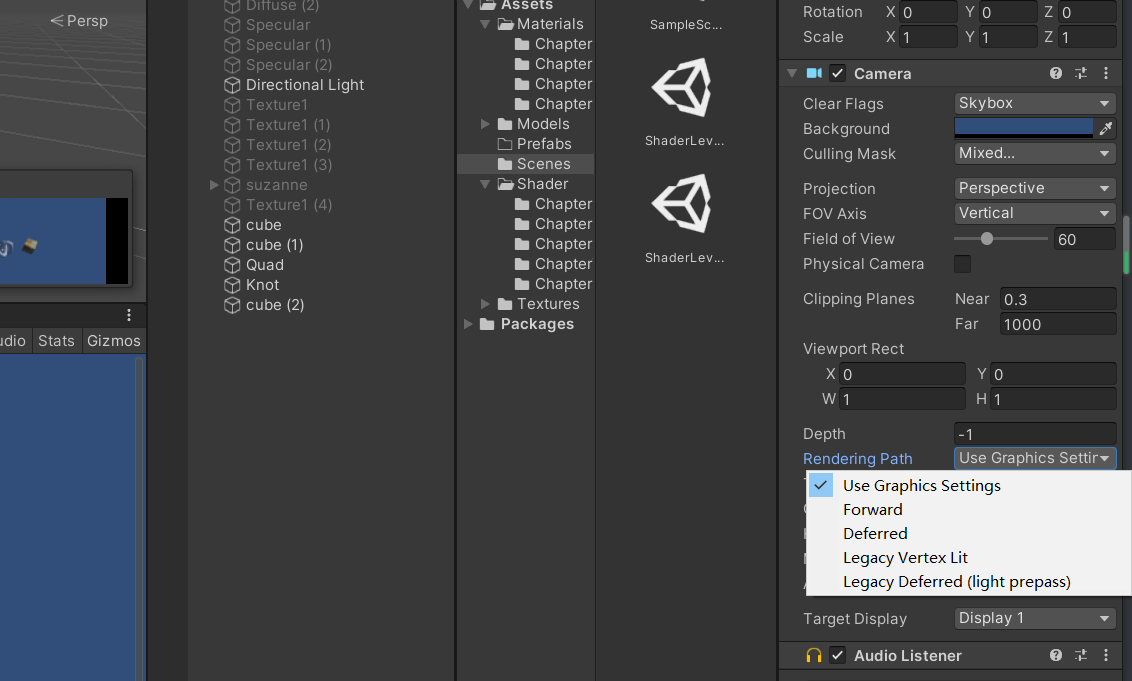 Persp
udio Stats Gizmos
Diffuse (2)
Specular
Specular (1)
Specular (2)
Directional Light
Texture1
Texture1 (1)
Texture1 (2)
Texture1 (3)
suzanne
Texture1 (4)
cube
cube (1)
Quad
Knot
cube (2)
Assets
Materials
Chapter
Chapter
Chapter
Chapter
Models
Prefabs
Scenes
Shader
Chapter
Chapter
Chapter
Chapter
Chapter
Textures
Packages
SampleSc...
ShaderLev...
ShaderLev...
Rotation X 0 Y 0 Z 0
Scale X 1 Y 1 Z 1
Camera
Clear Flags Skybox
Background
Culling Mask Mixed...
Projection Perspective
FOV Axis Vertical
Field of View 60
Physical Camera
Clipping Planes Near 0.3
Far 1000
Viewport Rect
X 0 Y 0
W 1 H 1
Depth -1
Rendering Path Use Graphics Settir
Use Graphics Settings
Forward
Deferred
Legacy Vertex Lit
Legacy Deferred (light prepass)
Target Display Display 1
Audio Listener